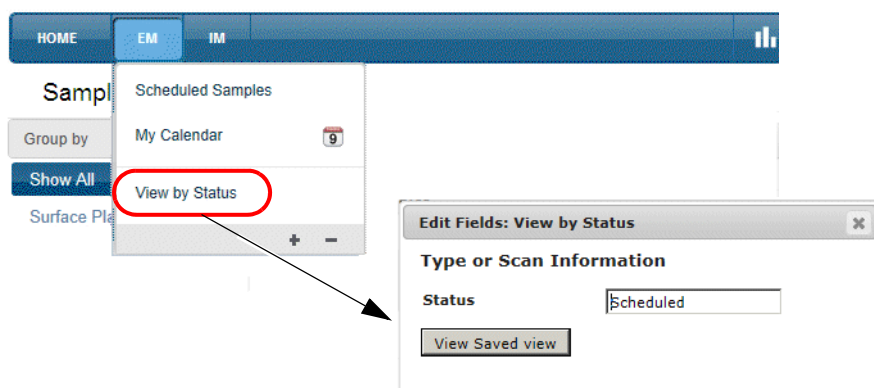 HOME EM IM
Sampl
Scheduled Samples
Group by
My Calendar 9
Show All
View by Status
Surface Pla
+ −
Edit Fields: View by Status
Type or Scan Information
Status Scheduled
View Saved view